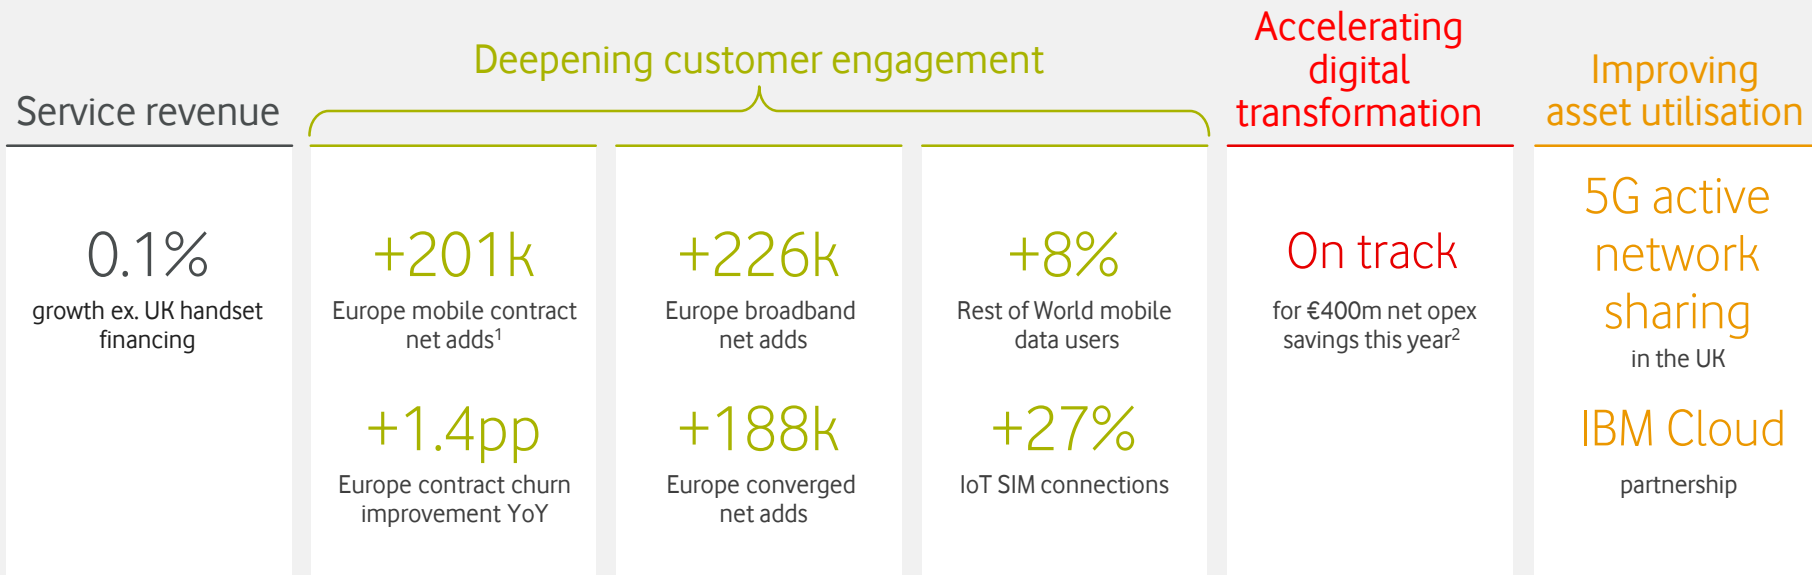 Service revenue
0.1%
growth ex. UK handset
financing
Deepening customer engagement
+201k
Europe mobile contract
net adds1
+1.4pp
Europe contract churn
improvement YoY
+226k
Europe broadband
net adds
+188k
Europe converged
net adds
+8%
Rest of World mobile
data users
+27%
IoT SIM connections
Accelerating
digital
transformation
On track
for €400m net opex
savings this year2
Improving
asset utilisation
5G active
network
sharing
in the UK
IBM Cloud
partnership